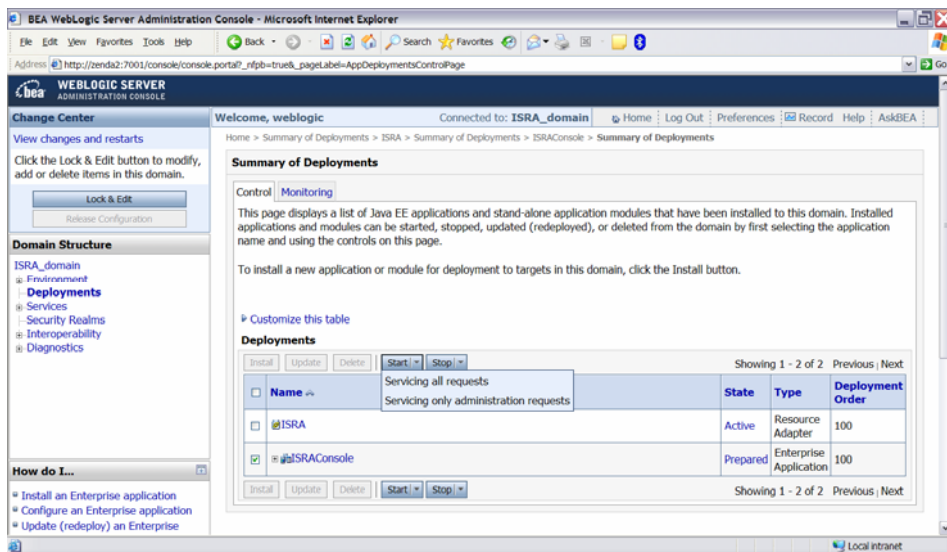 BEA WebLogic Server Administration Console - Microsoft Internet Explorer
File Edit View Favorites Tools Help
Back Search Favorites
Address http://zenda2:7001/console/console.portal?_nfpb=true&_pageLabel=AppDeploymentsControlPage Go
bea WEBLOGIC SERVER
ADMINISTRATION CONSOLE
Change Center
View changes and restarts
Click the Lock & Edit button to modify,
add or delete items in this domain.
Lock & Edit
Release Configuration
Domain Structure
ISRA_domain
Environment
Deployments
Services
Security Realms
Interoperability
Diagnostics
How do I...
Install an Enterprise application
Configure an Enterprise application
Update (redeploy) an Enterprise
Welcome, weblogic Connected to: ISRA_domain Home Log Out Preferences Record Help AskBEA
Home > Summary of Deployments > ISRA > Summary of Deployments > ISRAConsole > Summary of Deployments
Summary of Deployments
Control Monitoring
This page displays a list of Java EE applications and stand-alone application modules that have been installed to this domain. Installed
applications and modules can be started, stopped, updated (redeployed), or deleted from the domain by first selecting the application
name and using the controls on this page.
To install a new application or module for deployment to targets in this domain, click the Install button.
Customize this table
Deployments
Install Update Delete Start Stop Showing 1 - 2 of 2 Previous | Next
Servicing all requests
Servicing only administration requests
Name State Type Deployment Order
ISRA Active Resource Adapter 100
ISRAConsole Prepared Enterprise Application 100
Install Update Delete Start Stop Showing 1 - 2 of 2 Previous | Next
Local intranet